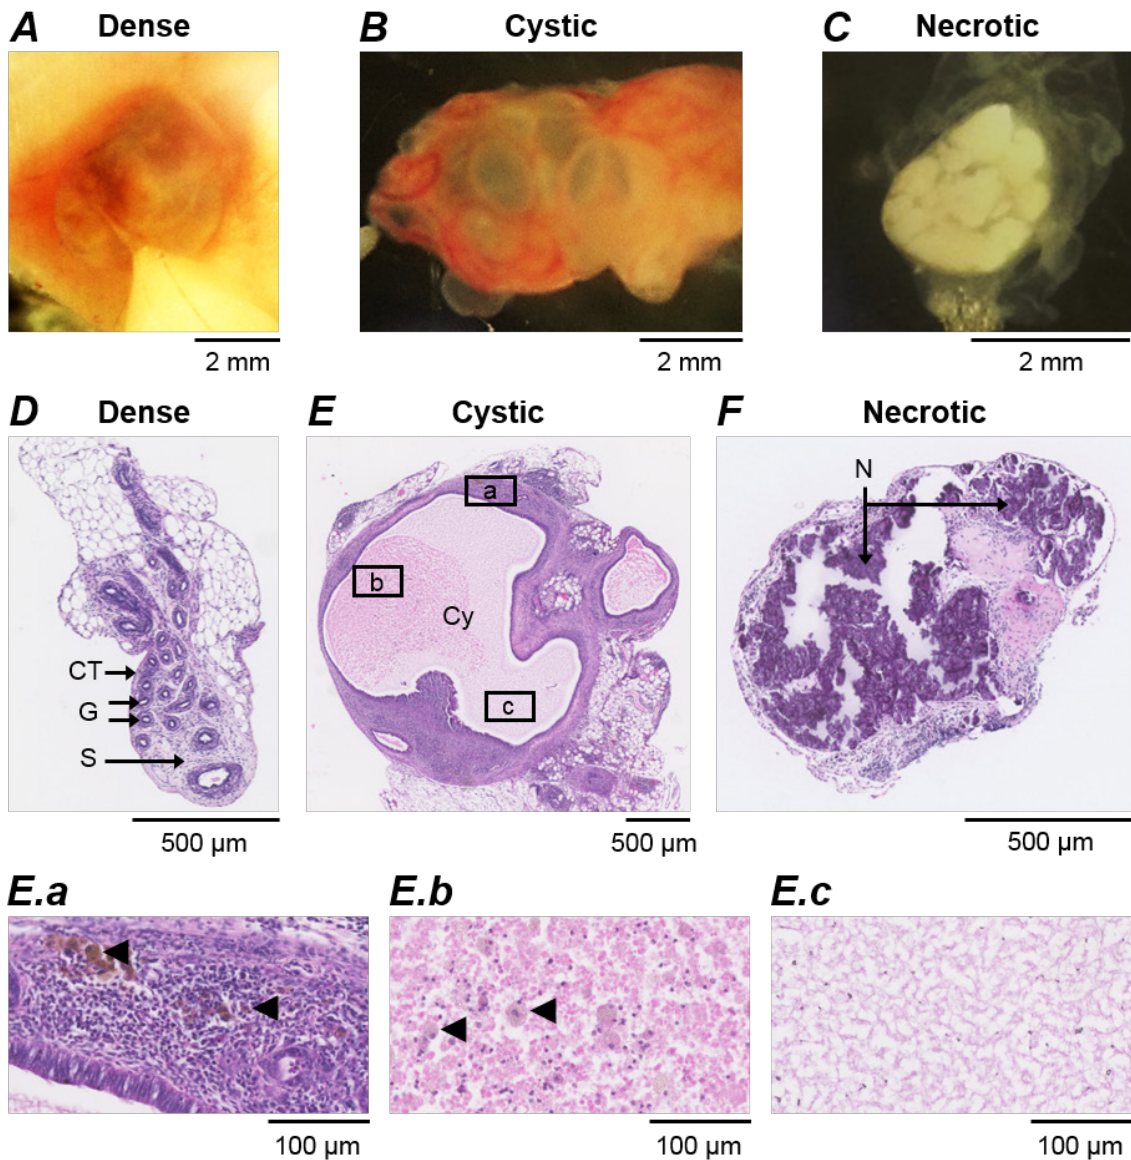 A Dense
B Cystic
C Necrotic
2 mm
2 mm
2 mm
D Dense
E Cystic
F Necrotic
CT
G
S
a
b
Cy
c
N
500 µm
500 µm
500 µm
E.a
E.b
E.c
100 µm
100 µm
100 µm